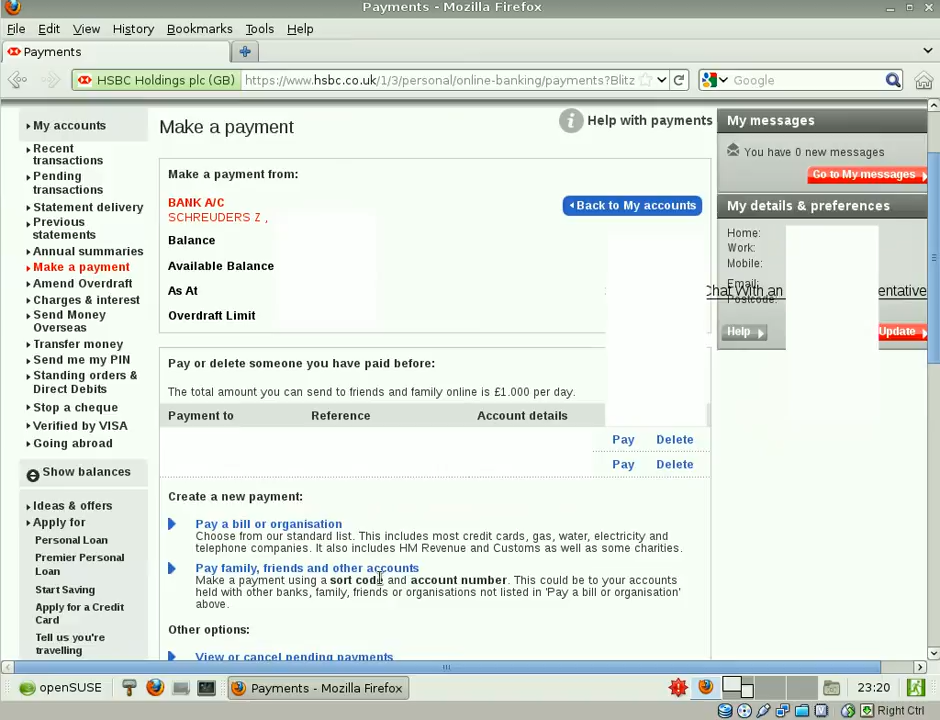 Payments - Mozilla Firefox
File Edit View History Bookmarks Tools Help
Payments
HSBC Holdings plc (GB) https://www.hsbc.co.uk/1/3/personal/online-banking/payments?Blitz Google
My accounts
Recent
transactions
Pending
transactions
Statement delivery
Previous
statements
Annual summaries
Make a payment
Amend Overdraft
Charges & interest
Send Money
Overseas
Transfer money
Send me my PIN
Standing orders &
Direct Debits
Stop a cheque
Verified by VISA
Going abroad
Show balances
Ideas & offers
Apply for
Personal Loan
Premier Personal
Loan
Start Saving
Apply for a Credit
Card
Tell us you're
travelling
Make a payment
Help with payments
Make a payment from:
BANK A/C
SCHREUDERS Z ,
Back to My accounts
Balance
Available Balance
As At
Overdraft Limit
Pay or delete someone you have paid before:
The total amount you can send to friends and family online is £1.000 per day.
Payment to Reference Account details
Pay Delete
Pay Delete
Create a new payment:
Pay a bill or organisation
Choose from our standard list. This includes most credit cards, gas, water, electricity and
telephone companies. It also includes HM Revenue and Customs as well as some charities.
Pay family, friends and other accounts
Make a payment using a sort code and account number. This could be to your accounts
held with other banks, family, friends or organisations not listed in 'Pay a bill or organisation'
above.
Other options:
View or cancel pending payments
My messages
You have 0 new messages
Go to My messages
My details & preferences
Home:
Work:
Mobile:
Email:
Chat With an entative
Postcode:
Help Update
openSUSE Payments - Mozilla Firefox 23:20
Right Ctrl